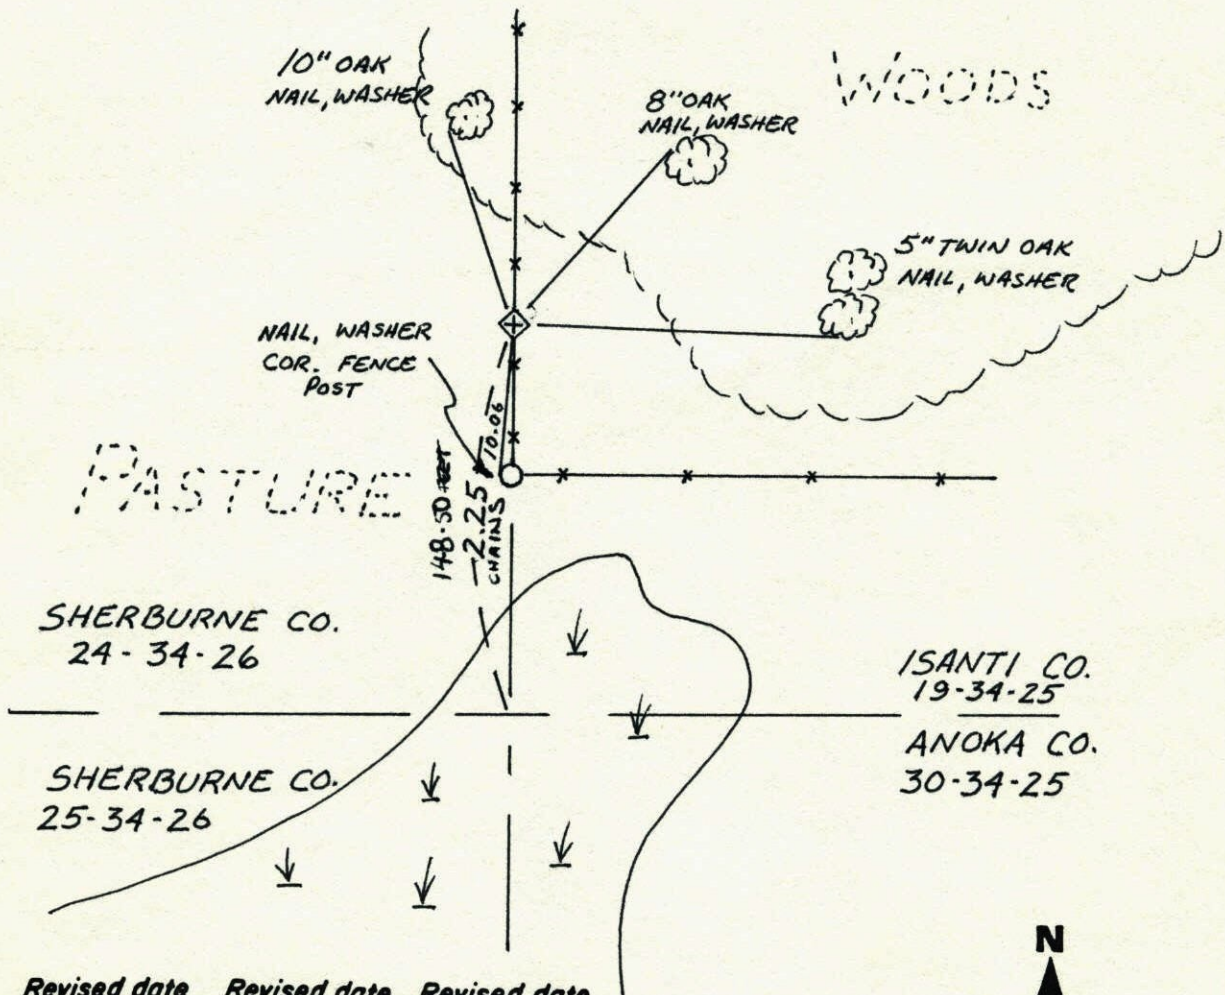 10" OAK
NAIL, WASHER
8" OAK
NAIL, WASHER
WOODS
5" TWIN OAK
NAIL, WASHER
NAIL, WASHER
COR. FENCE
POST
10.06
148.50 FEET
2.25
CHAINS
PASTURE
SHERBURNE CO.
24-34-26
ISANTI CO.
19-34-25
SHERBURNE CO.
25-34-26
ANOKA CO.
30-34-25
N
Revised date Revised date Revised date